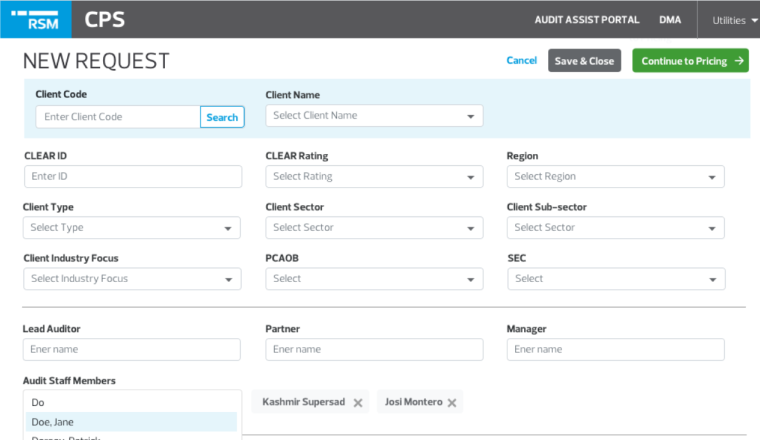 RSM CPS AUDIT ASSIST PORTAL DMA Utilities
NEW REQUEST Cancel Save & Close Continue to Pricing
Client Code Client Name
Enter Client Code Search Select Client Name
CLEAR ID CLEAR Rating Region
Enter ID Select Rating Select Region
Client Type Client Sector Client Sub-sector
Select Type Select Sector Select Sector
Client Industry Focus PCAOB SEC
Select Industry Focus Select Select
Lead Auditor Partner Manager
Ener name Ener name Ener name
Audit Staff Members
Do Kashmir Supersad Josi Montero
Doe, Jane